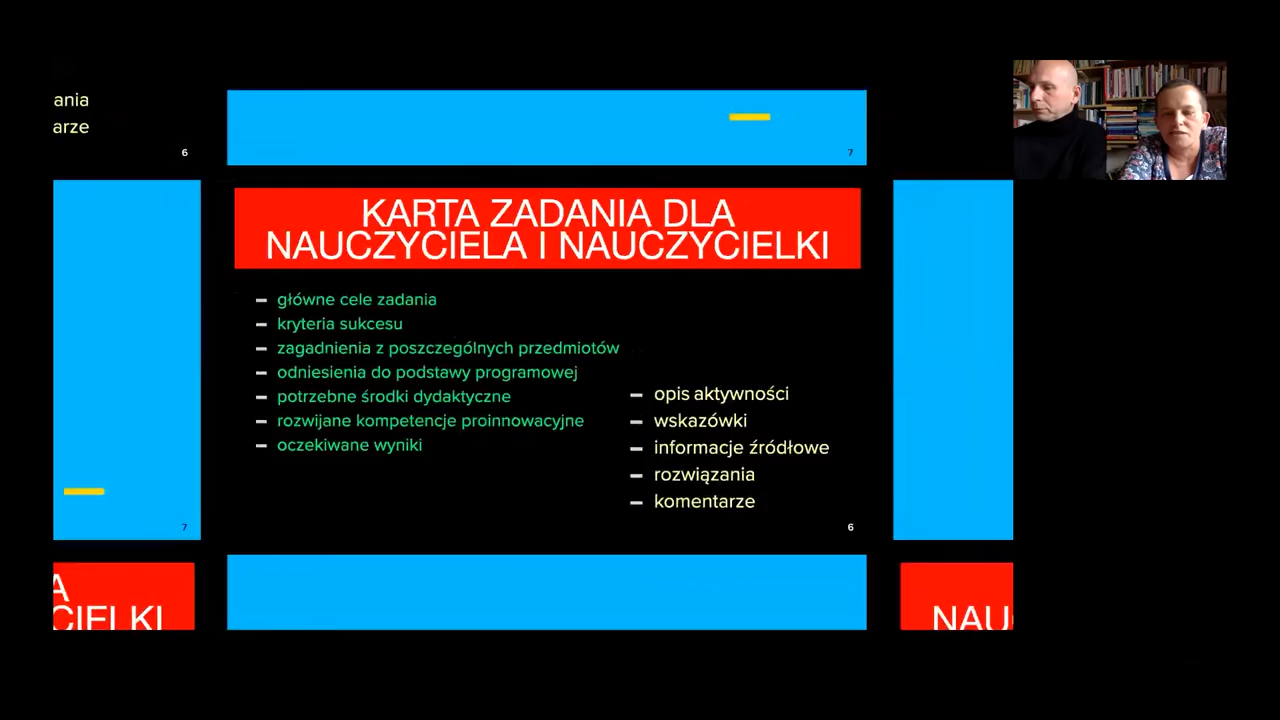 ania
arze
6
7
KARTA ZADANIA DLA
NAUCZYCIELA I NAUCZYCIELKI
– główne cele zadania
– kryteria sukcesu
– zagadnienia z poszczególnych przedmiotów
– odniesienia do podstawy programowej
– potrzebne środki dydaktyczne
– rozwijane kompetencje proinnowacyjne
– oczekiwane wyniki
– opis aktywności
– wskazówki
– informacje źródłowe
– rozwiązania
– komentarze
7
6
A
CIELKI
NAU